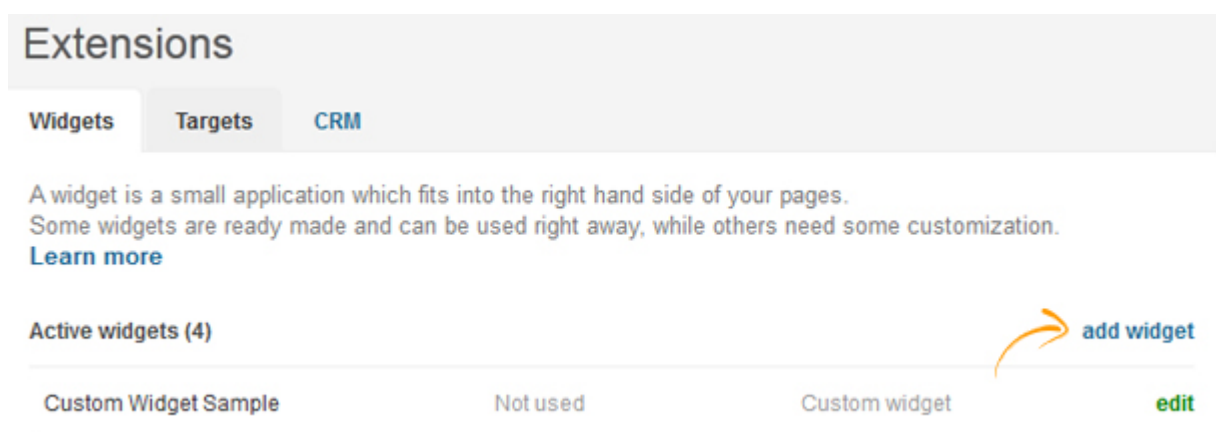 Extensions
Widgets Targets CRM
A widget is a small application which fits into the right hand side of your pages.
Some widgets are ready made and can be used right away, while others need some customization.
Learn more
Active widgets (4) add widget
Custom Widget Sample Not used Custom widget edit